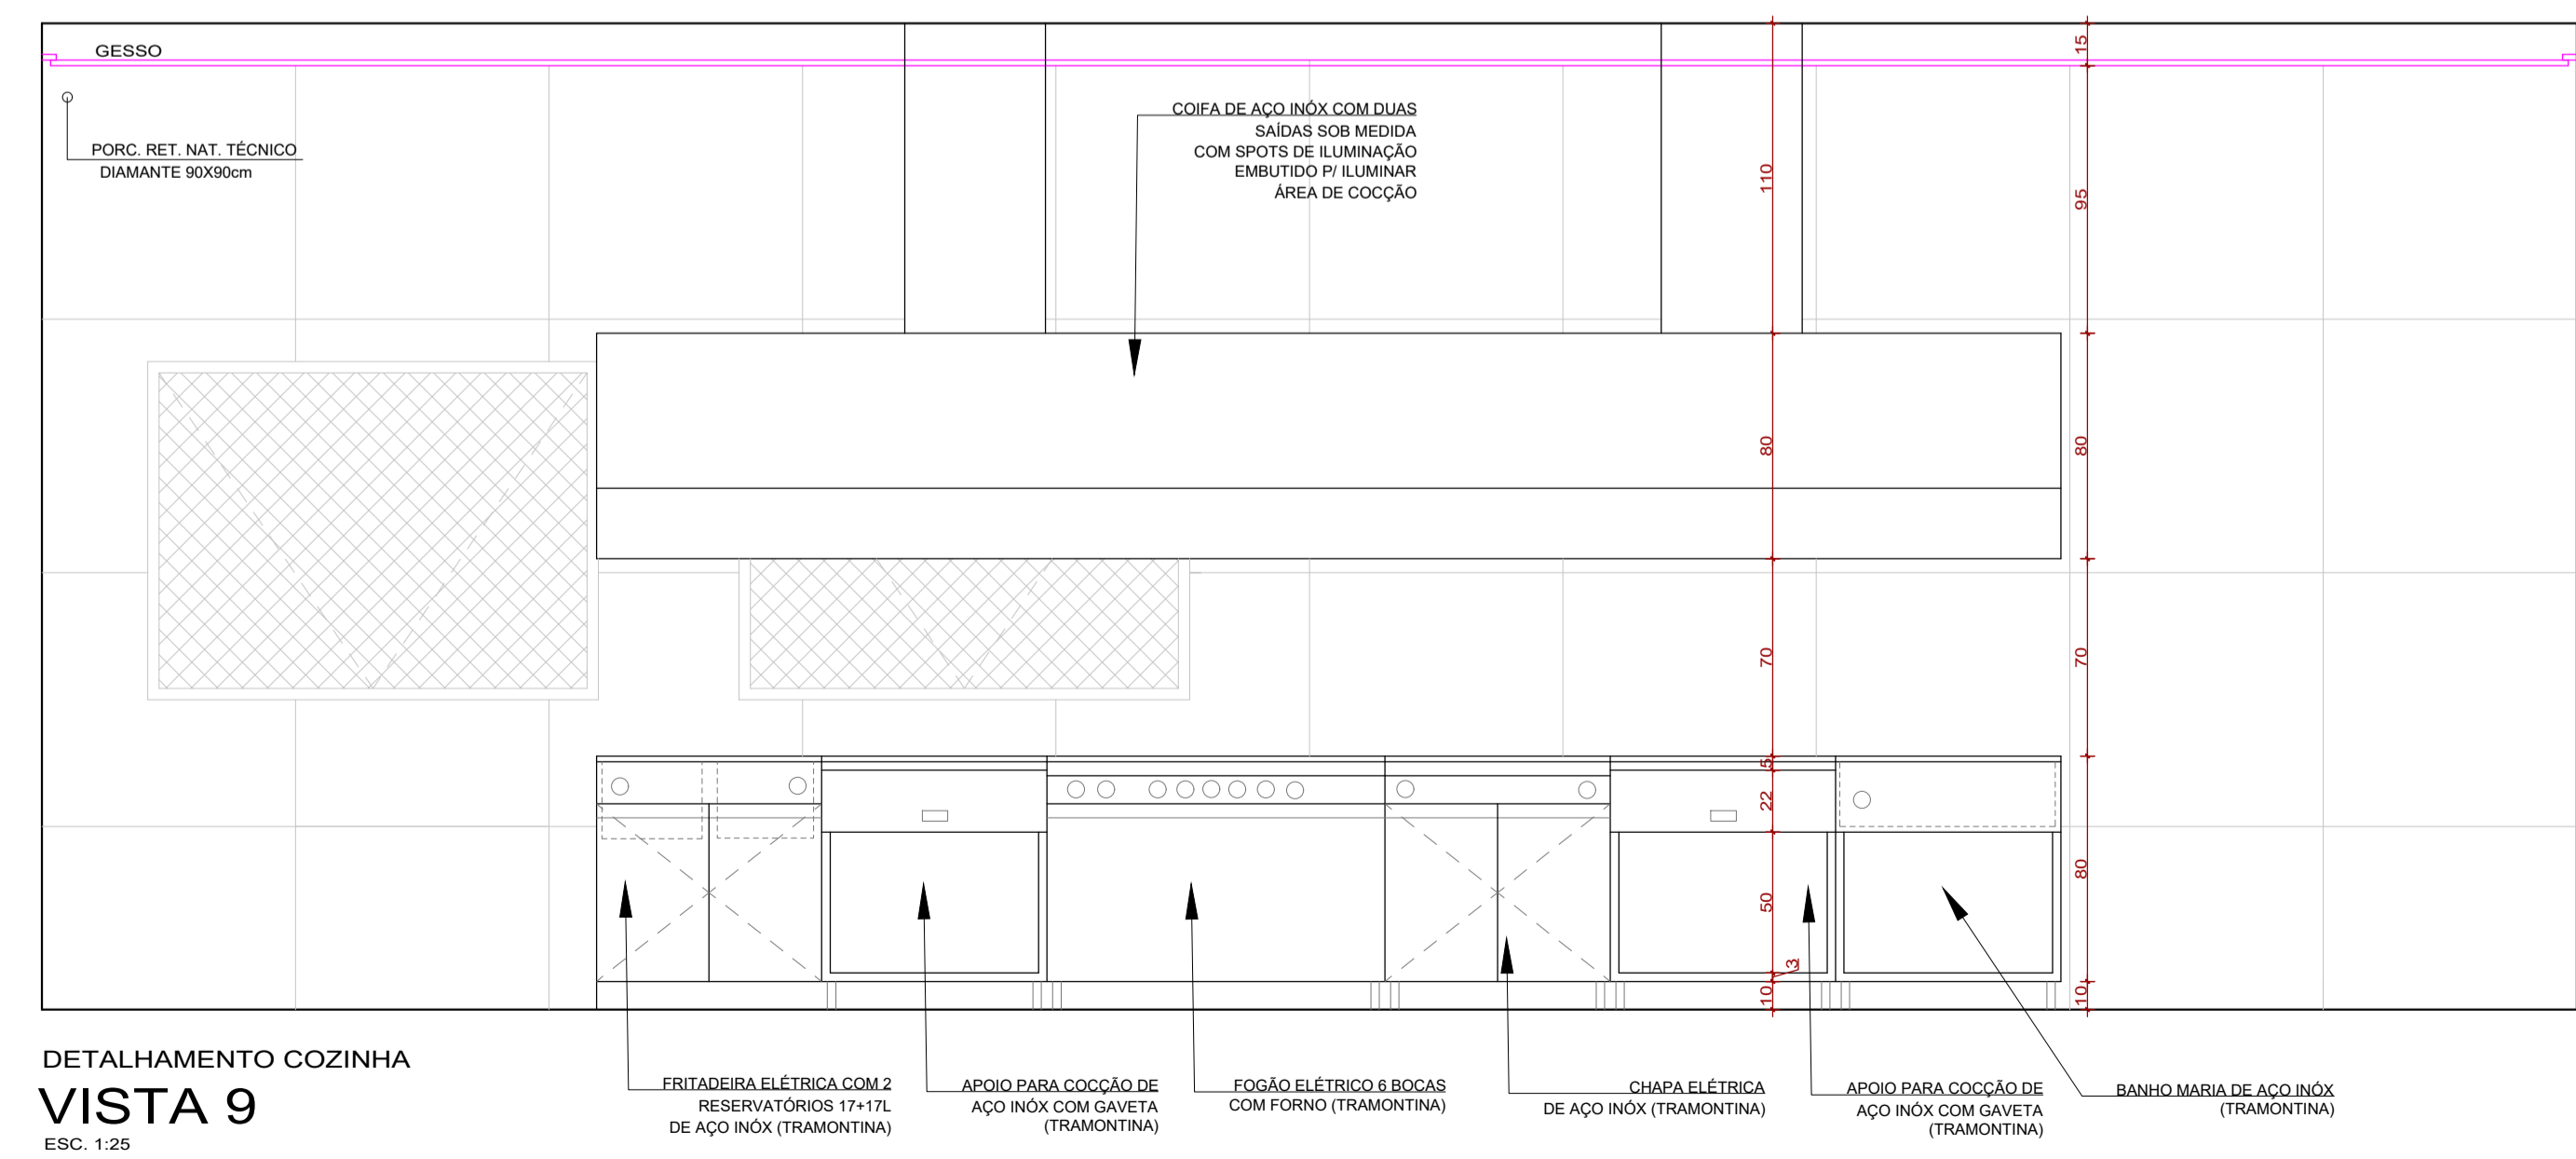 GESSO
PORC. RET. NAT. TÉCNICO
DIAMANTE 90X90cm
COIFA DE AÇO INÓX COM DUAS
SAÍDAS SOB MEDIDA
COM SPOTS DE ILUMINAÇÃO
EMBUTIDO P/ ILUMINAR
ÁREA DE COCÇÃO
15
110
95
80
80
70
70
5
22
80
50
3
10
10
FRITADEIRA ELÉTRICA COM 2
RESERVATÓRIOS 17+17L
DE AÇO INÓX (TRAMONTINA)
APOIO PARA COCÇÃO DE
AÇO INÓX COM GAVETA
(TRAMONTINA)
FOGÃO ELÉTRICO 6 BOCAS
COM FORNO (TRAMONTINA)
CHAPA ELÉTRICA
DE AÇO INÓX (TRAMONTINA)
APOIO PARA COCÇÃO DE
AÇO INÓX COM GAVETA
(TRAMONTINA)
BANHO MARIA DE AÇO INÓX
(TRAMONTINA)
DETALHAMENTO COZINHA
VISTA 9
ESC. 1:25